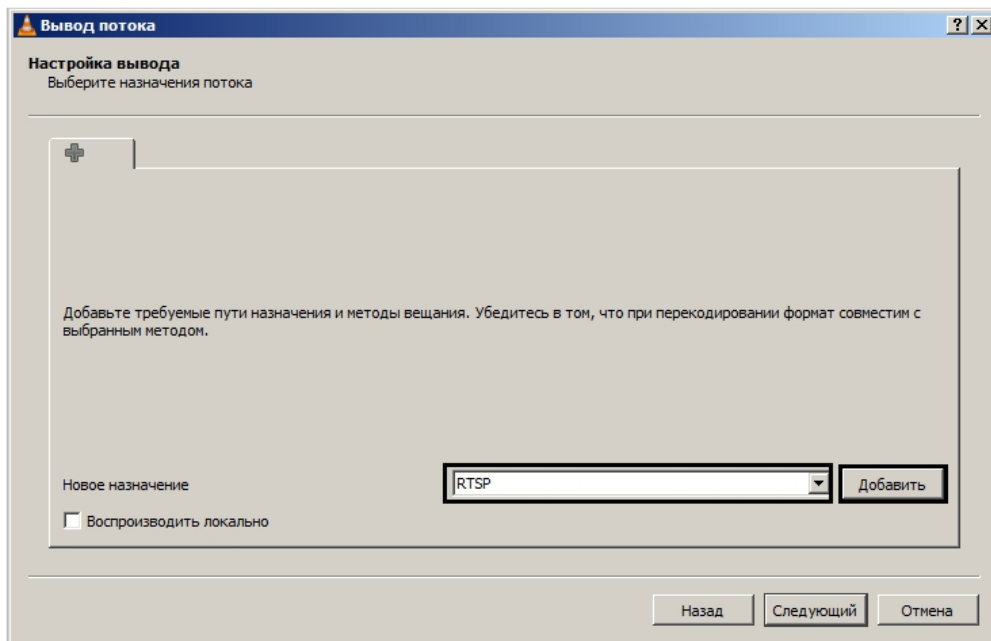 Вывод потока
Настройка вывода
Выберите назначения потока
Добавьте требуемые пути назначения и методы вещания. Убедитесь в том, что при перекодировании формат совместим с
выбранным методом.
Новое назначение
RTSP
Добавить
Воспроизводить локально
Назад
Следующий
Отмена